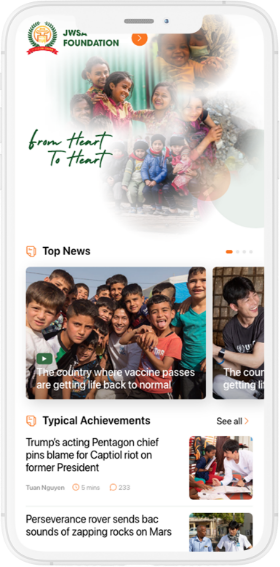 JWSA
FOUNDATION
from Heart
To Heart
Top News
The country where vaccine passes
are getting life back to normal
The coun
getting li
Typical Achievements
See all
Trump's acting Pentagon chief
pins blame for Captiol riot on
former President
Tuan Nguyen
5 mins
233
Perseverance rover sends bac
sounds of zapping rocks on Mars